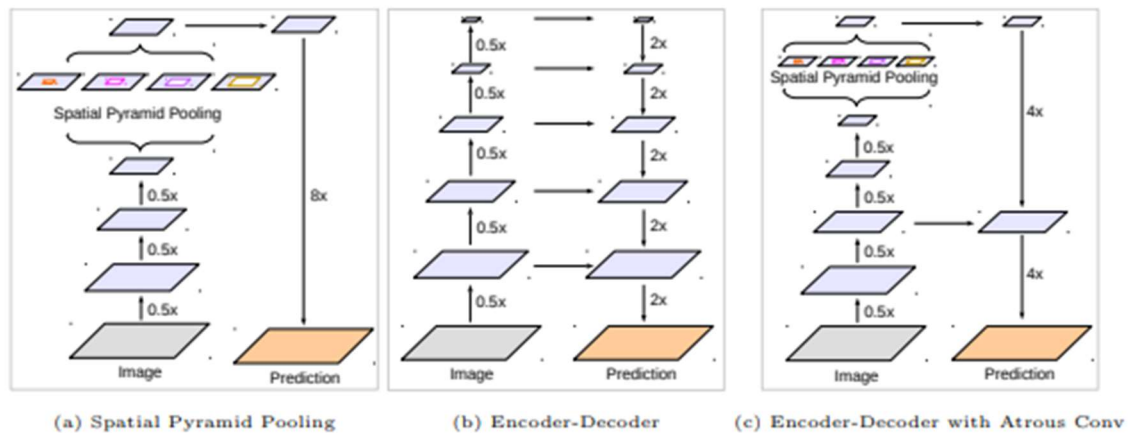 Spatial Pyramid Pooling
0.5x
0.5x
0.5x
8x
Image
Prediction
(a) Spatial Pyramid Pooling
0.5x
0.5x
0.5x
0.5x
0.5x
2x
2x
2x
2x
2x
Image
Prediction
(b) Encoder-Decoder
Spatial Pyramid Pooling
0.5x
0.5x
0.5x
0.5x
4x
4x
Image
Prediction
(c) Encoder-Decoder with Atrous Conv